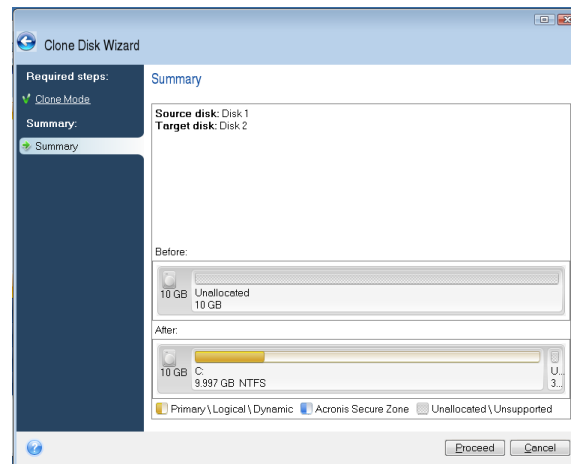 Clone Disk Wizard
Required steps:
Clone Mode
Summary:
Summary
Summary
Source disk: Disk 1
Target disk: Disk 2
Before:
10 GB
Unallocated
10 GB
After:
10 GB
C:
9.997 GB NTFS
U...
3...
Primary \ Logical \ Dynamic
Acronis Secure Zone
Unallocated \ Unsupported
?
Proceed
Cancel